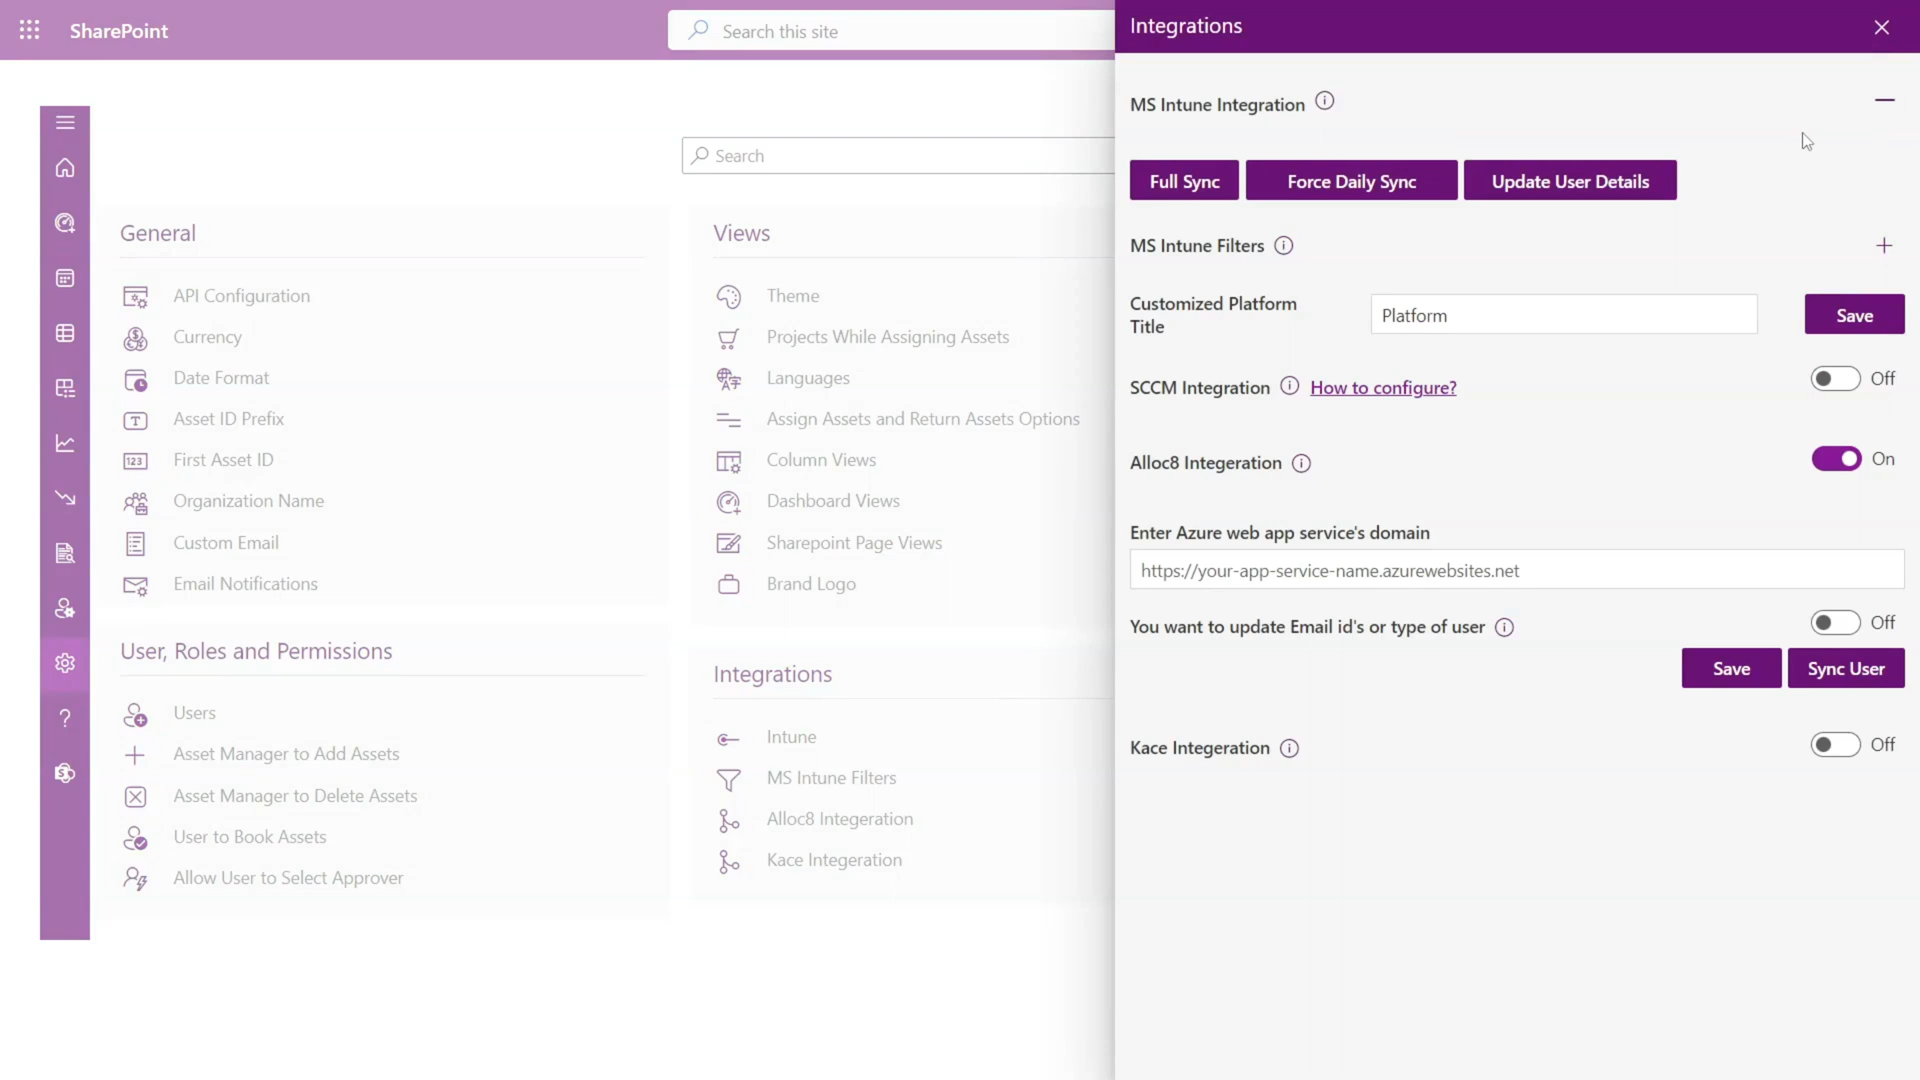 SharePoint
Search this site
Search
General
API Configuration
Currency
Date Format
Asset ID Prefix
First Asset ID
Organization Name
Custom Email
Email Notifications
User, Roles and Permissions
Users
Asset Manager to Add Assets
Asset Manager to Delete Assets
User to Book Assets
Allow User to Select Approver
Views
Theme
Projects While Assigning Assets
Languages
Assign Assets and Return Assets Options
Column Views
Dashboard Views
Sharepoint Page Views
Brand Logo
Integrations
Intune
MS Intune Filters
Alloc8 Integeration
Kace Integeration
Integrations
MS Intune Integration
Full Sync Force Daily Sync Update User Details
MS Intune Filters
Customized Platform
Title
Platform
Save
SCCM Integration How to configure? Off
Alloc8 Integeration On
Enter Azure web app service's domain
https://your-app-service-name.azurewebsites.net
You want to update Email id's or type of user Off
Save Sync User
Kace Integeration Off